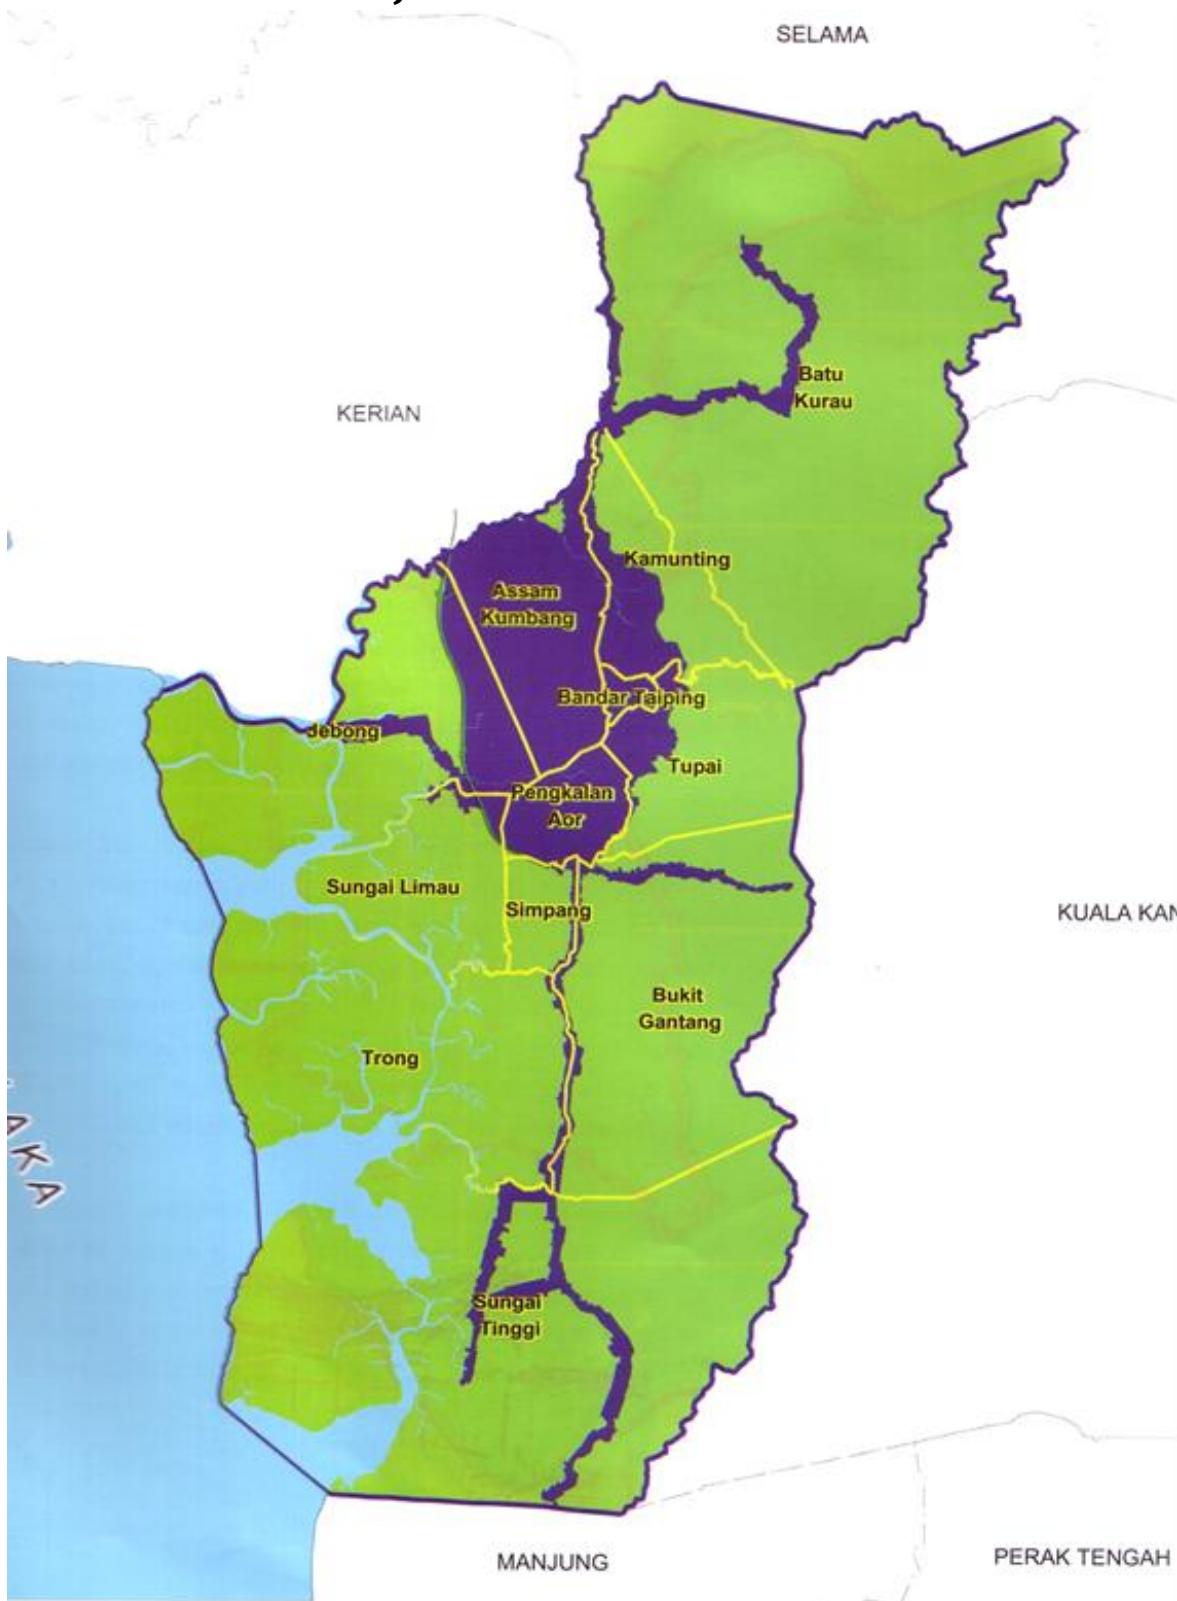 SELAMA
Batu
Kurau
KERIAN
Kamunting
Assam
Kumbang
Bandar Taiping
Jebong
Tupai
Pengkalan
Aor
Sungai Limau
Simpang
KUALA KAN
Bukit
Gantang
Trong
AKA
Sungai
Tinggi
MANJUNG
PERAK TENGAH